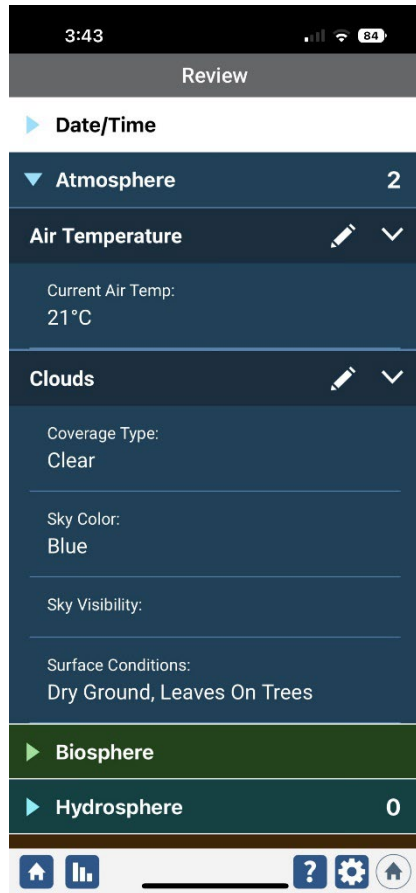 3:43
84
Review
Date/Time
Atmosphere 2
Air Temperature
Current Air Temp:
21°C
Clouds
Coverage Type:
Clear
Sky Color:
Blue
Sky Visibility:
Surface Conditions:
Dry Ground, Leaves On Trees
Biosphere
Hydrosphere 0
?